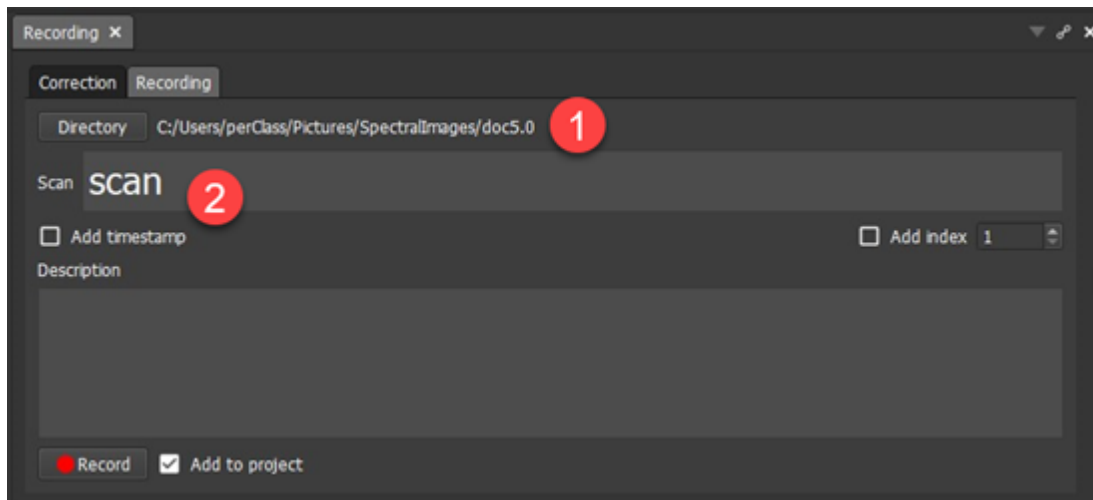 Recording
Correction Recording
Directory C:/Users/perClass/Pictures/SpectralImages/doc5.0 1
Scan scan 2
Add timestamp Add index 1
Description
Record Add to project